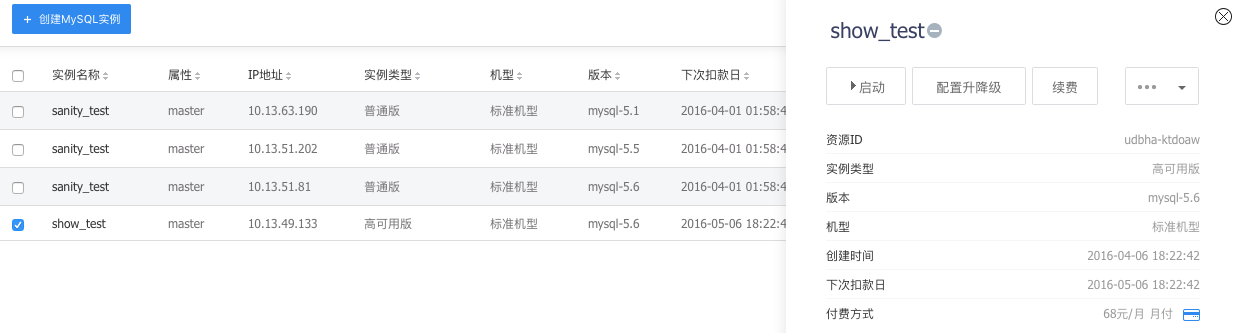 + 创建MySQL实例
实例名称 属性 IP地址 实例类型 机型 版本 下次扣款日
sanity_test master 10.13.63.190 普通版 标准机型 mysql-5.1 2016-04-01 01:58:4
sanity_test master 10.13.51.202 普通版 标准机型 mysql-5.5 2016-04-01 01:58:4
sanity_test master 10.13.51.81 普通版 标准机型 mysql-5.6 2016-04-01 01:58:4
show_test master 10.13.49.133 高可用版 标准机型 mysql-5.6 2016-05-06 18:22:4
show_test
启动 配置升降级 续费
资源ID udbha-ktdoaw
实例类型 高可用版
版本 mysql-5.6
机型 标准机型
创建时间 2016-04-06 18:22:42
下次扣款日 2016-05-06 18:22:42
付费方式 68元/月 月付